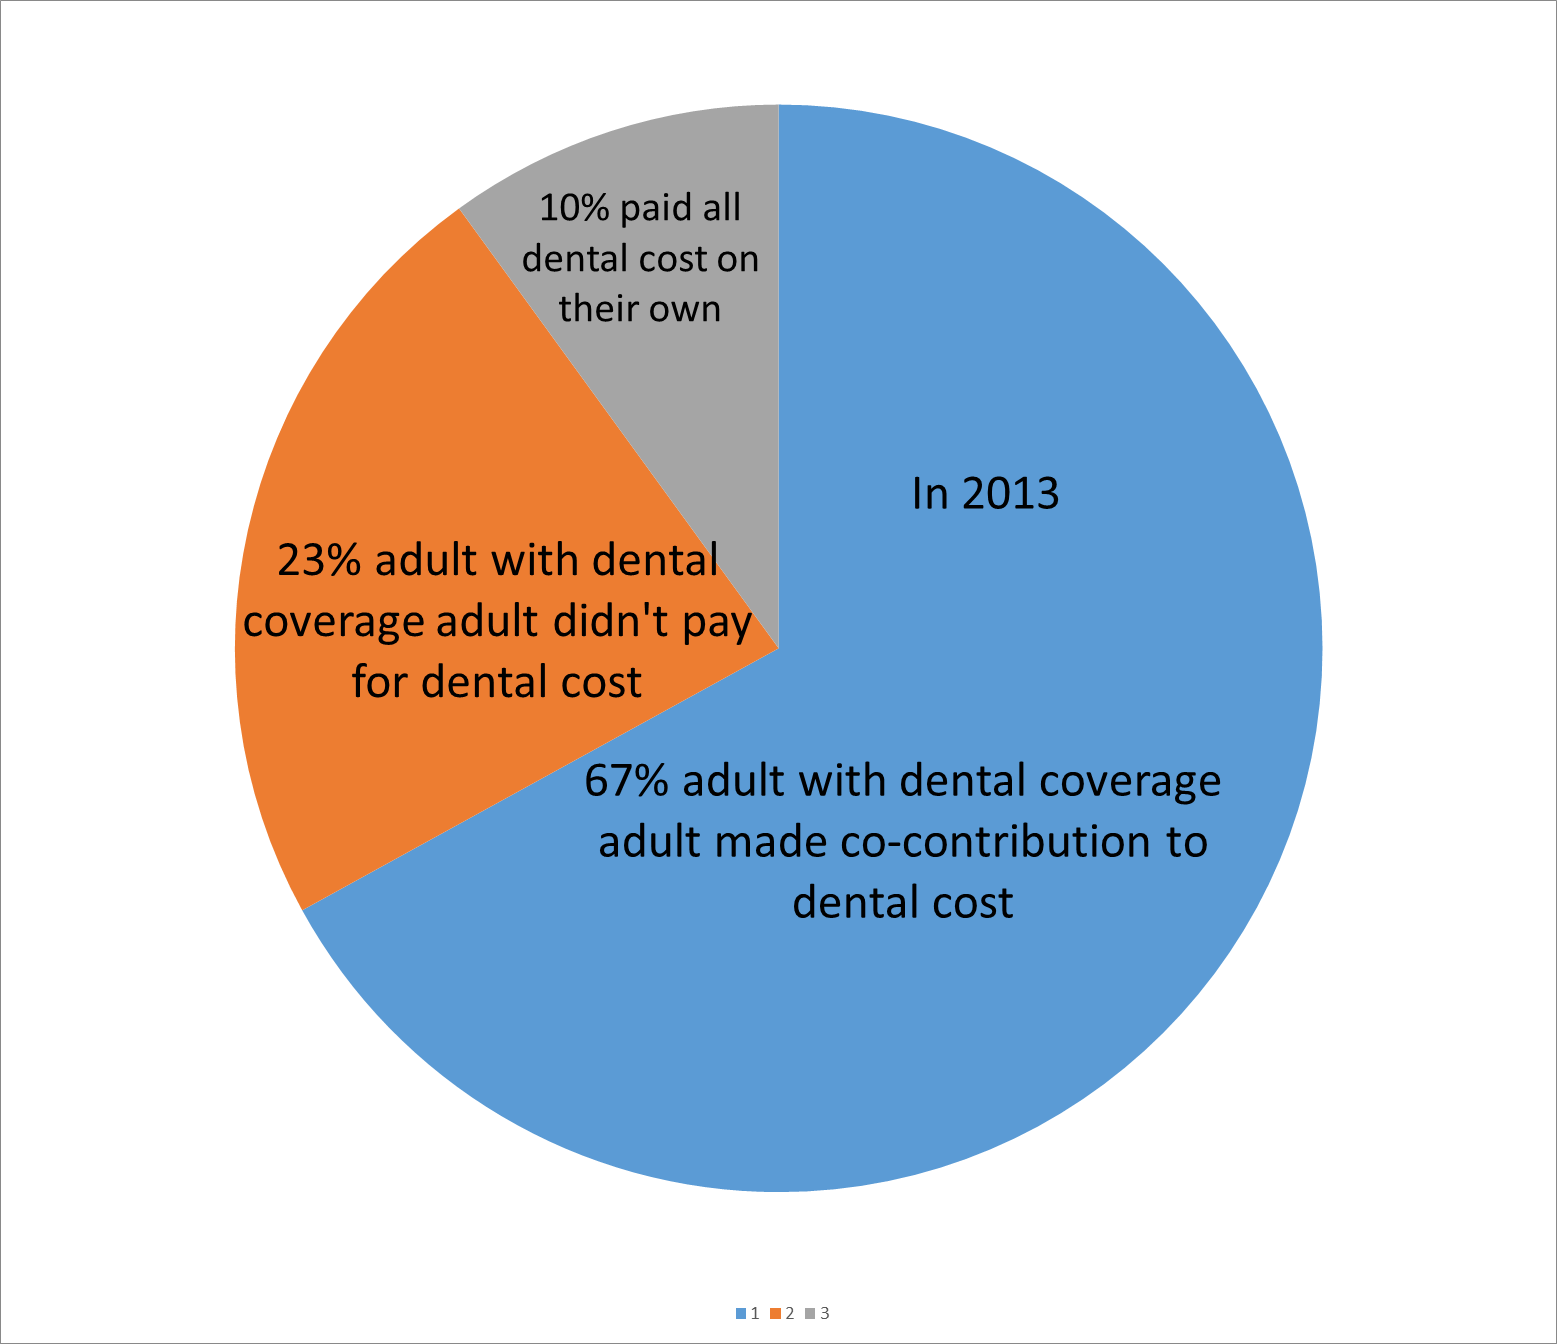 10% paid all
dental cost on
their own
In 2013
23% adult with dental
coverage adult didn't pay
for dental cost
67% adult with dental coverage
adult made co-contribution to
dental cost
1 2 3